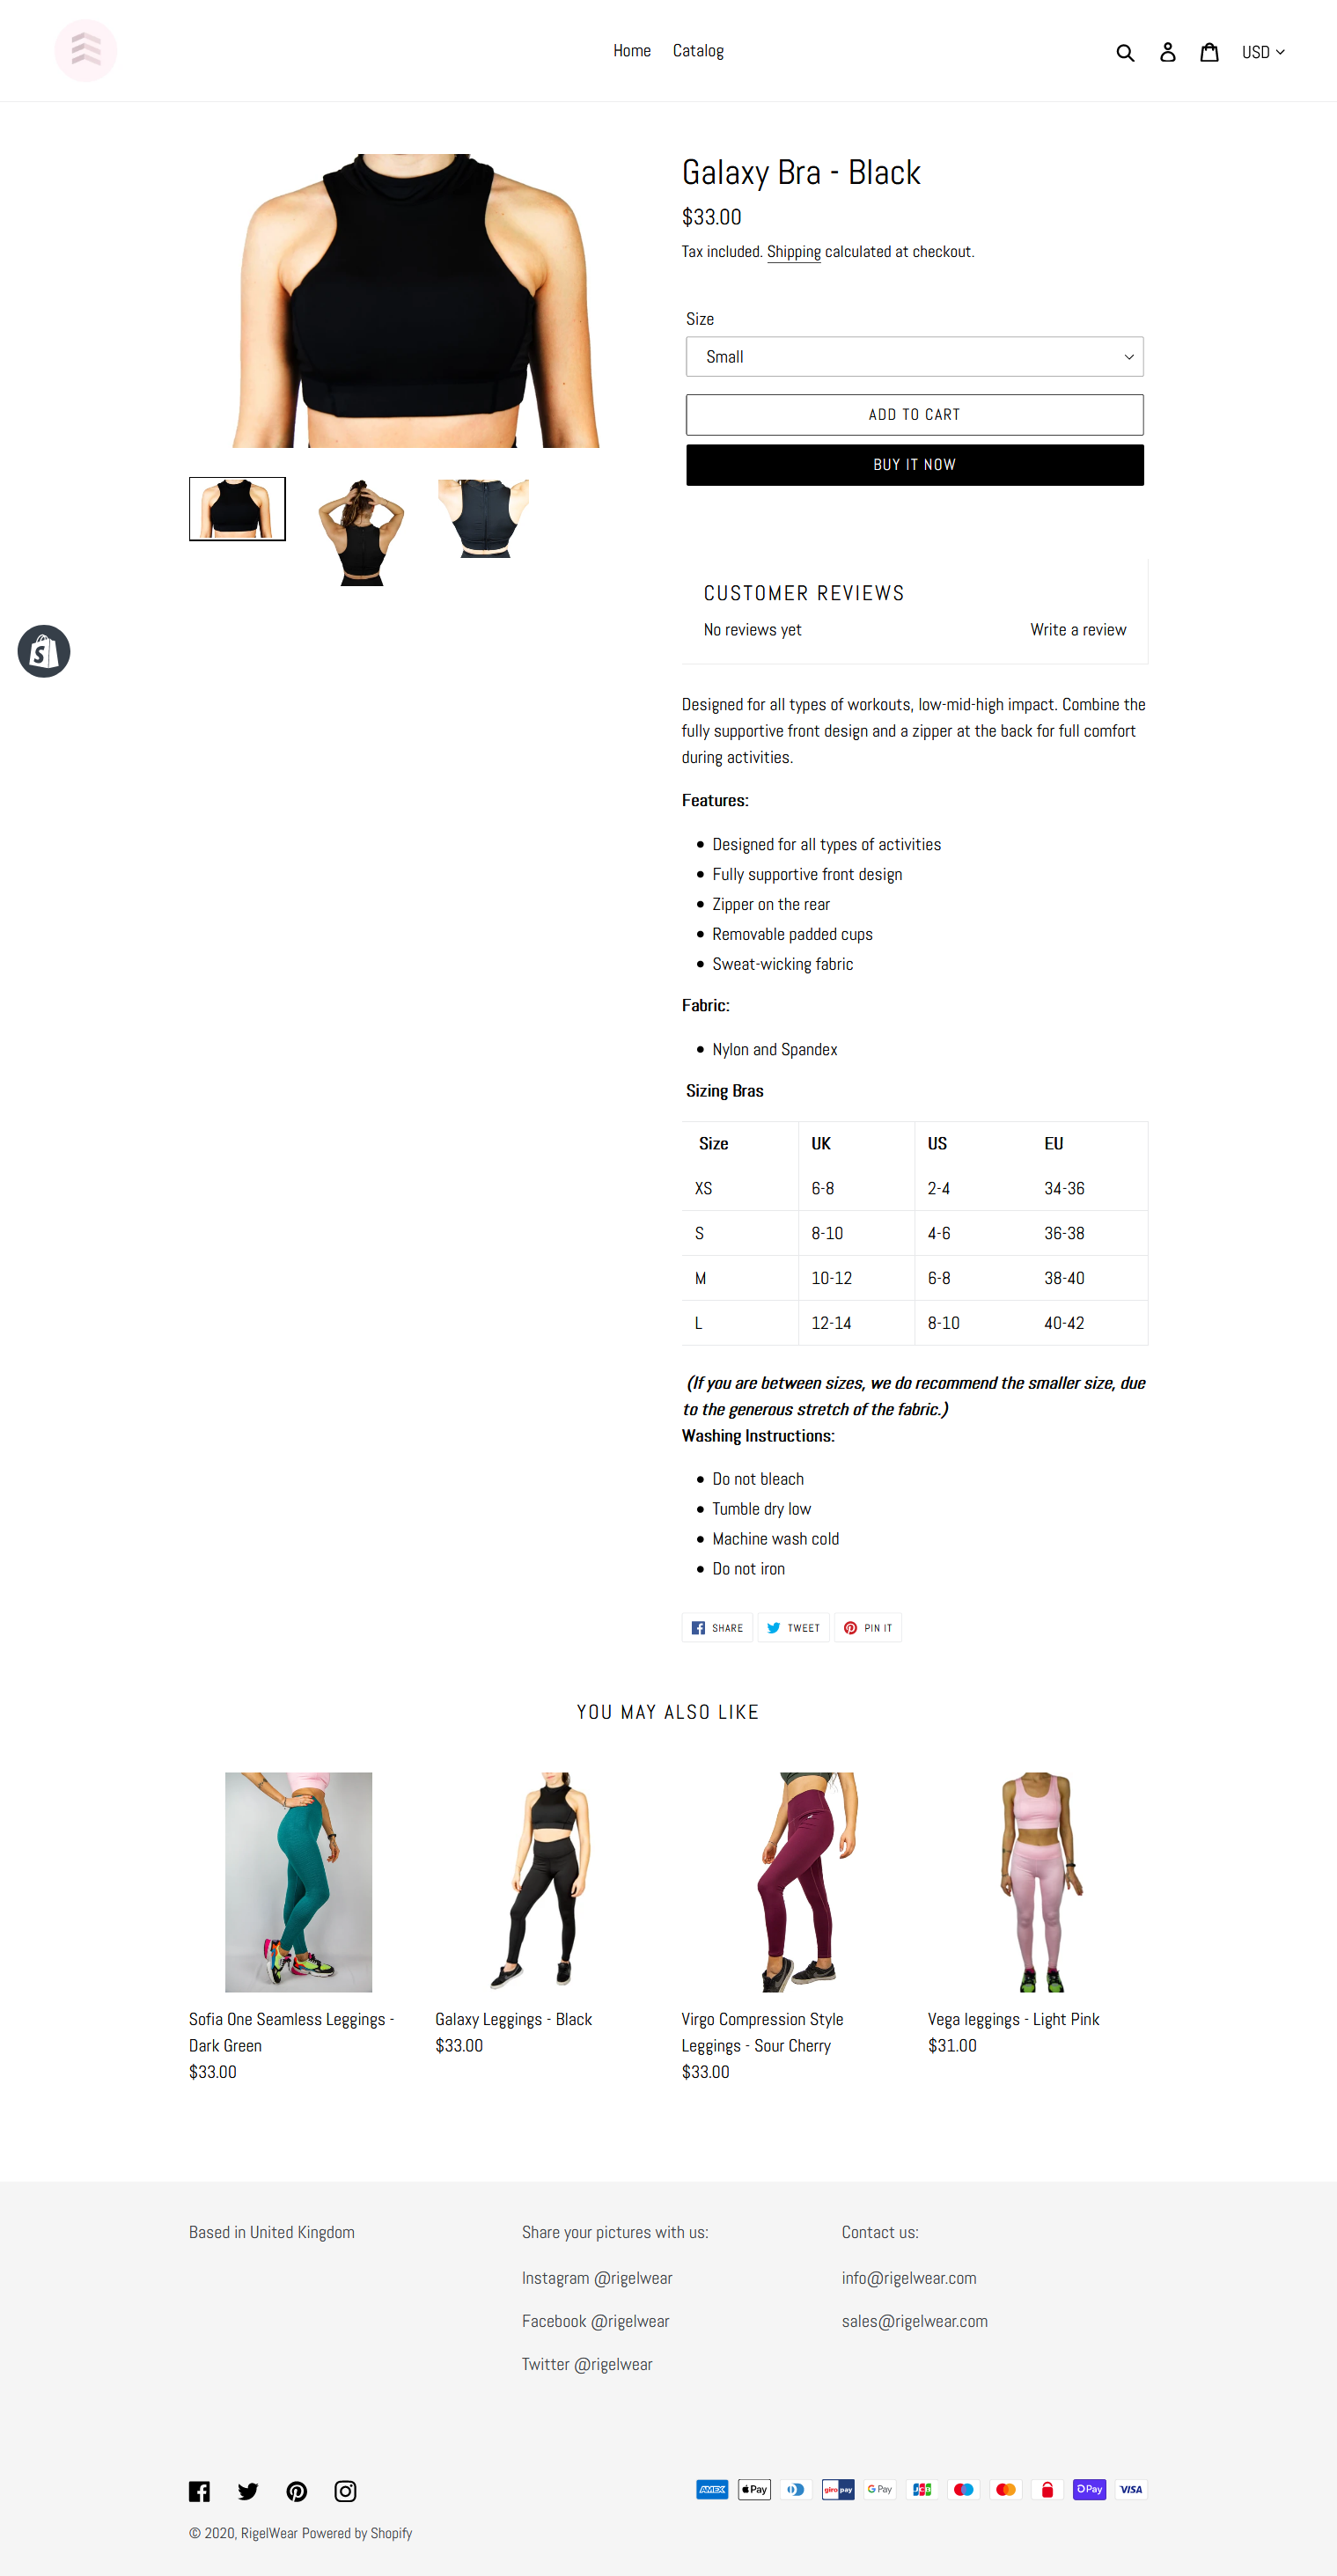 Home Catalog
USD
Galaxy Bra - Black
$33.00
Tax included. Shipping calculated at checkout.
Size
Small
ADD TO CART
BUY IT NOW
CUSTOMER REVIEWS
No reviews yet Write a review
Designed for all types of workouts, low-mid-high impact. Combine the
fully supportive front design and a zipper at the back for full comfort
during activities.
Features:
Designed for all types of activities
Fully supportive front design
Zipper on the rear
Removable padded cups
Sweat-wicking fabric
Fabric:
Nylon and Spandex
Sizing Bras
Size UK US EU
XS 6-8 2-4 34-36
S 8-10 4-6 36-38
M 10-12 6-8 38-40
L 12-14 8-10 40-42
(If you are between sizes, we do recommend the smaller size, due
to the generous stretch of the fabric.)
Washing Instructions:
Do not bleach
Tumble dry low
Machine wash cold
Do not iron
SHARE TWEET PIN IT
YOU MAY ALSO LIKE
Sofia One Seamless Leggings -
Dark Green
$33.00
Galaxy Leggings - Black
$33.00
Virgo Compression Style
Leggings - Sour Cherry
$33.00
Vega leggings - Light Pink
$31.00
Based in United Kingdom
Share your pictures with us:
Instagram @rigelwear
Facebook @rigelwear
Twitter @rigelwear
Contact us:
info@rigelwear.com
sales@rigelwear.com
AMEX Pay giropay G Pay JCB Pay VISA
© 2020, RigelWear Powered by Shopify